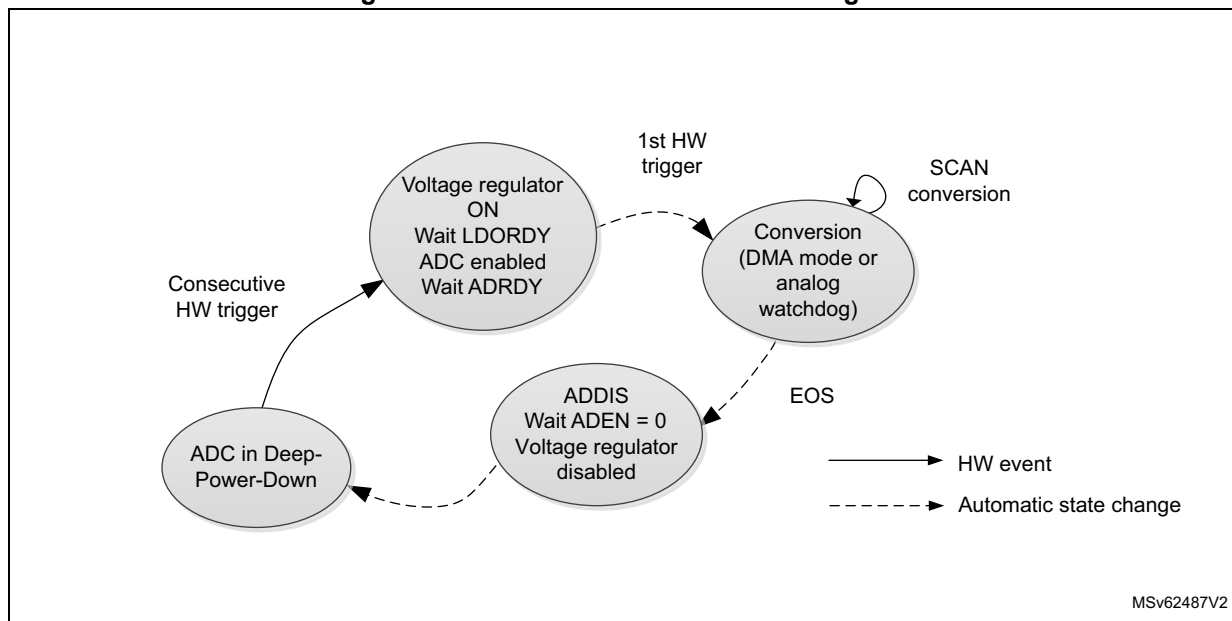 1st HW
trigger
SCAN
conversion
Voltage regulator
ON
Wait LDORDY
ADC enabled
Wait ADRDY
Conversion
(DMA mode or
analog
watchdog)
Consecutive
HW trigger
ADDIS
Wait ADEN = 0
Voltage regulator
disabled
EOS
ADC in Deep-
Power-Down
HW event
Automatic state change
MSv62487V2